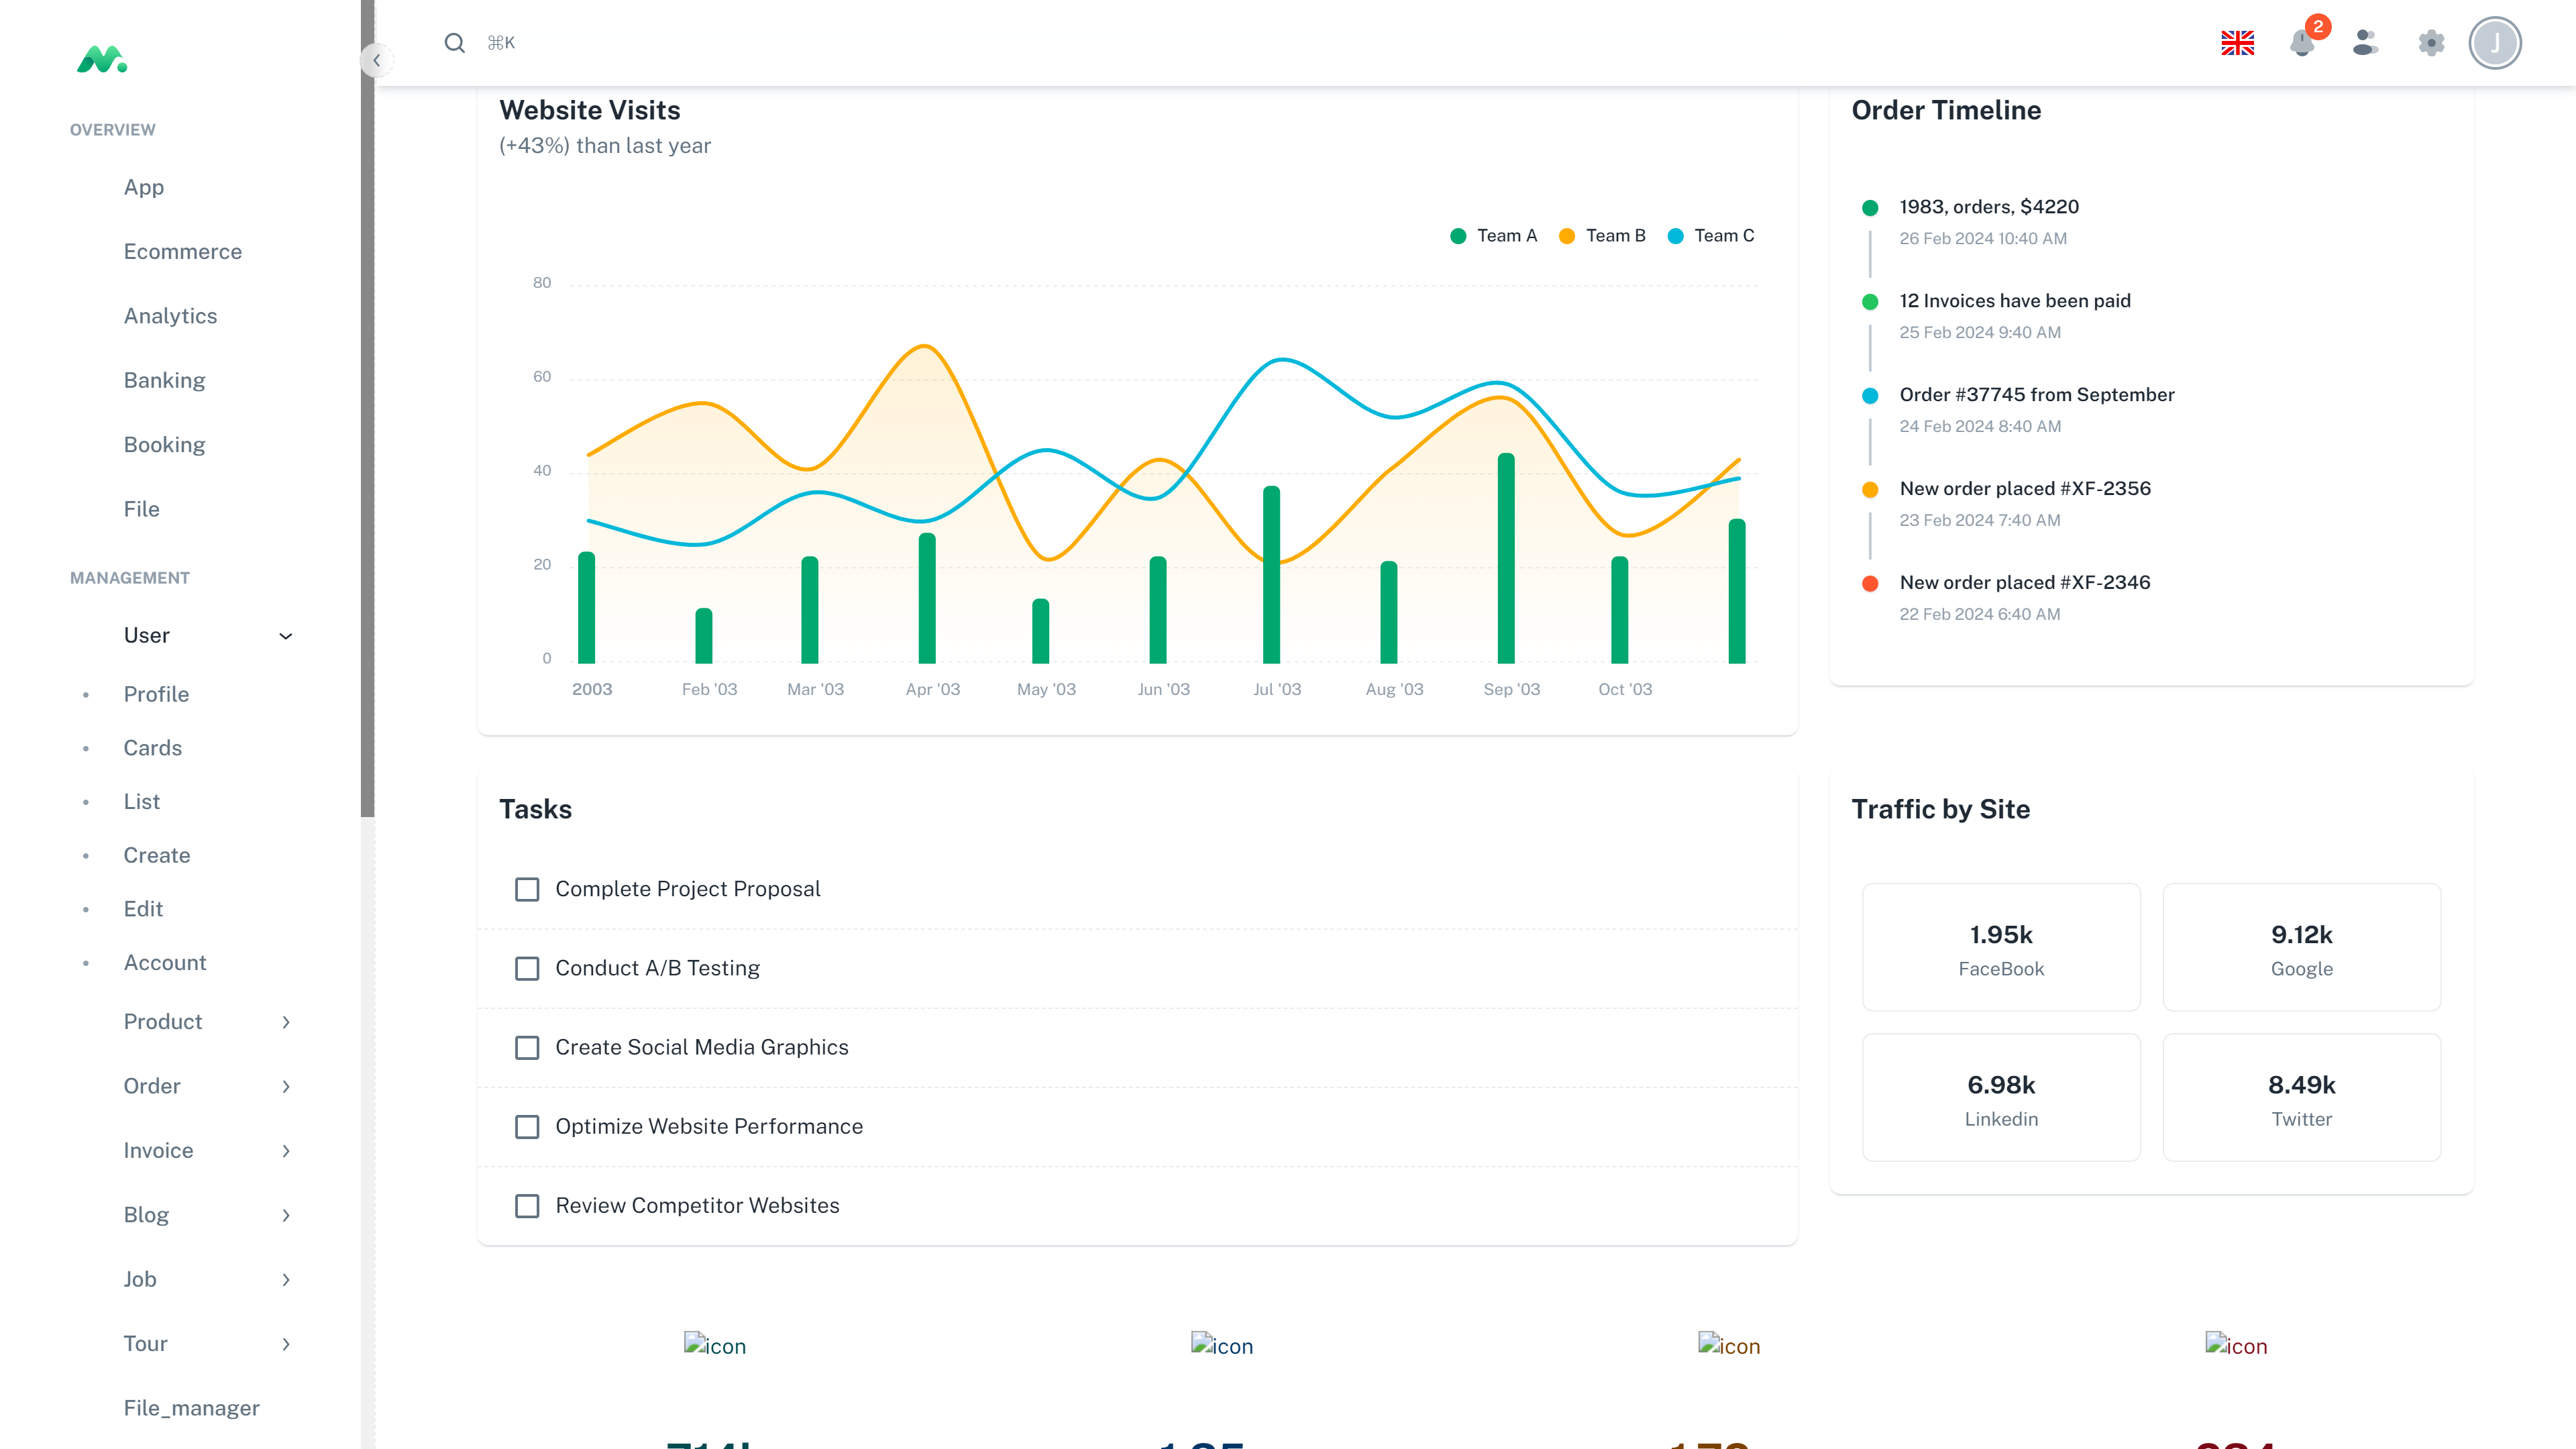 OVERVIEW
App
Ecommerce
Analytics
Banking
Booking
File
MANAGEMENT
User
Profile
Cards
List
Create
Edit
Account
Product
Order
Invoice
Blog
Job
Tour
File_manager
⌘K
2
J
Website Visits
(+43%) than last year
Team A
Team B
Team C
80
60
40
20
0
2003
Feb '03
Mar '03
Apr '03
May '03
Jun '03
Jul '03
Aug '03
Sep '03
Oct '03
Order Timeline
1983, orders, $4220
26 Feb 2024 10:40 AM
12 Invoices have been paid
25 Feb 2024 9:40 AM
Order #37745 from September
24 Feb 2024 8:40 AM
New order placed #XF-2356
23 Feb 2024 7:40 AM
New order placed #XF-2346
22 Feb 2024 6:40 AM
Tasks
Complete Project Proposal
Conduct A/B Testing
Create Social Media Graphics
Optimize Website Performance
Review Competitor Websites
Traffic by Site
1.95k
FaceBook
9.12k
Google
6.98k
Linkedin
8.49k
Twitter
icon
icon
icon
icon